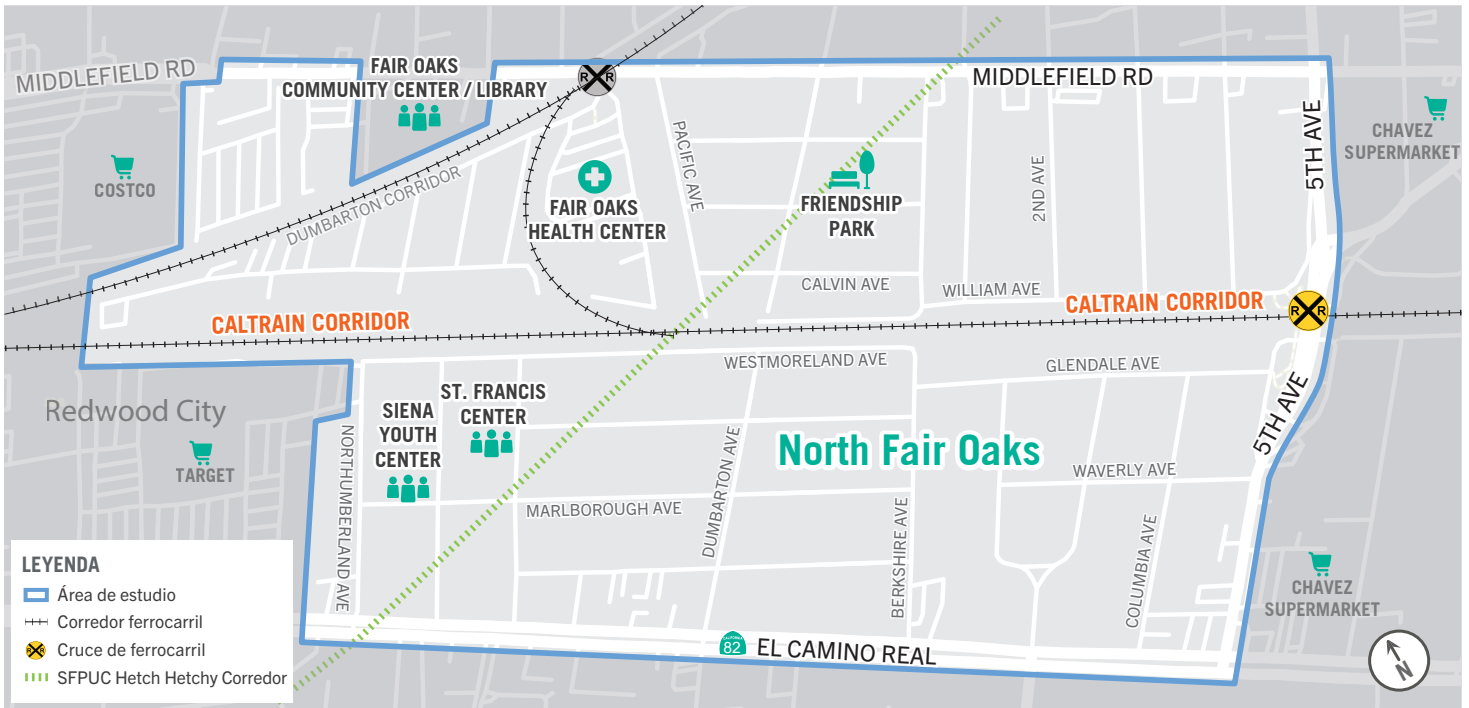 MIDDLEFIELD RD
FAIR OAKS
COMMUNITY CENTER / LIBRARY
R R
MIDDLEFIELD RD
5TH AVE
CHAVEZ
SUPERMARKET
COSTCO
DUMBARTON CORRIDOR
FAIR OAKS
HEALTH CENTER
PACIFIC AVE
FRIENDSHIP
PARK
2ND AVE
CALVIN AVE
WILLIAM AVE
CALTRAIN CORRIDOR
CALTRAIN CORRIDOR
R R
WESTMORELAND AVE
GLENDALE AVE
Redwood City
TARGET
NORTHUMBERLAND AVE
SIENA
YOUTH
CENTER
ST. FRANCIS
CENTER
North Fair Oaks
5TH AVE
WAVERLY AVE
MARLBOROUGH AVE
DUMBARTON AVE
BERKSHIRE AVE
COLUMBIA AVE
CHAVEZ
SUPERMARKET
CALIFORNIA
82
EL CAMINO REAL
LEYENDA
Área de estudio
Corredor ferrocarril
R R
Cruce de ferrocarril
SFPUC Hetch Hetchy Corredor
N